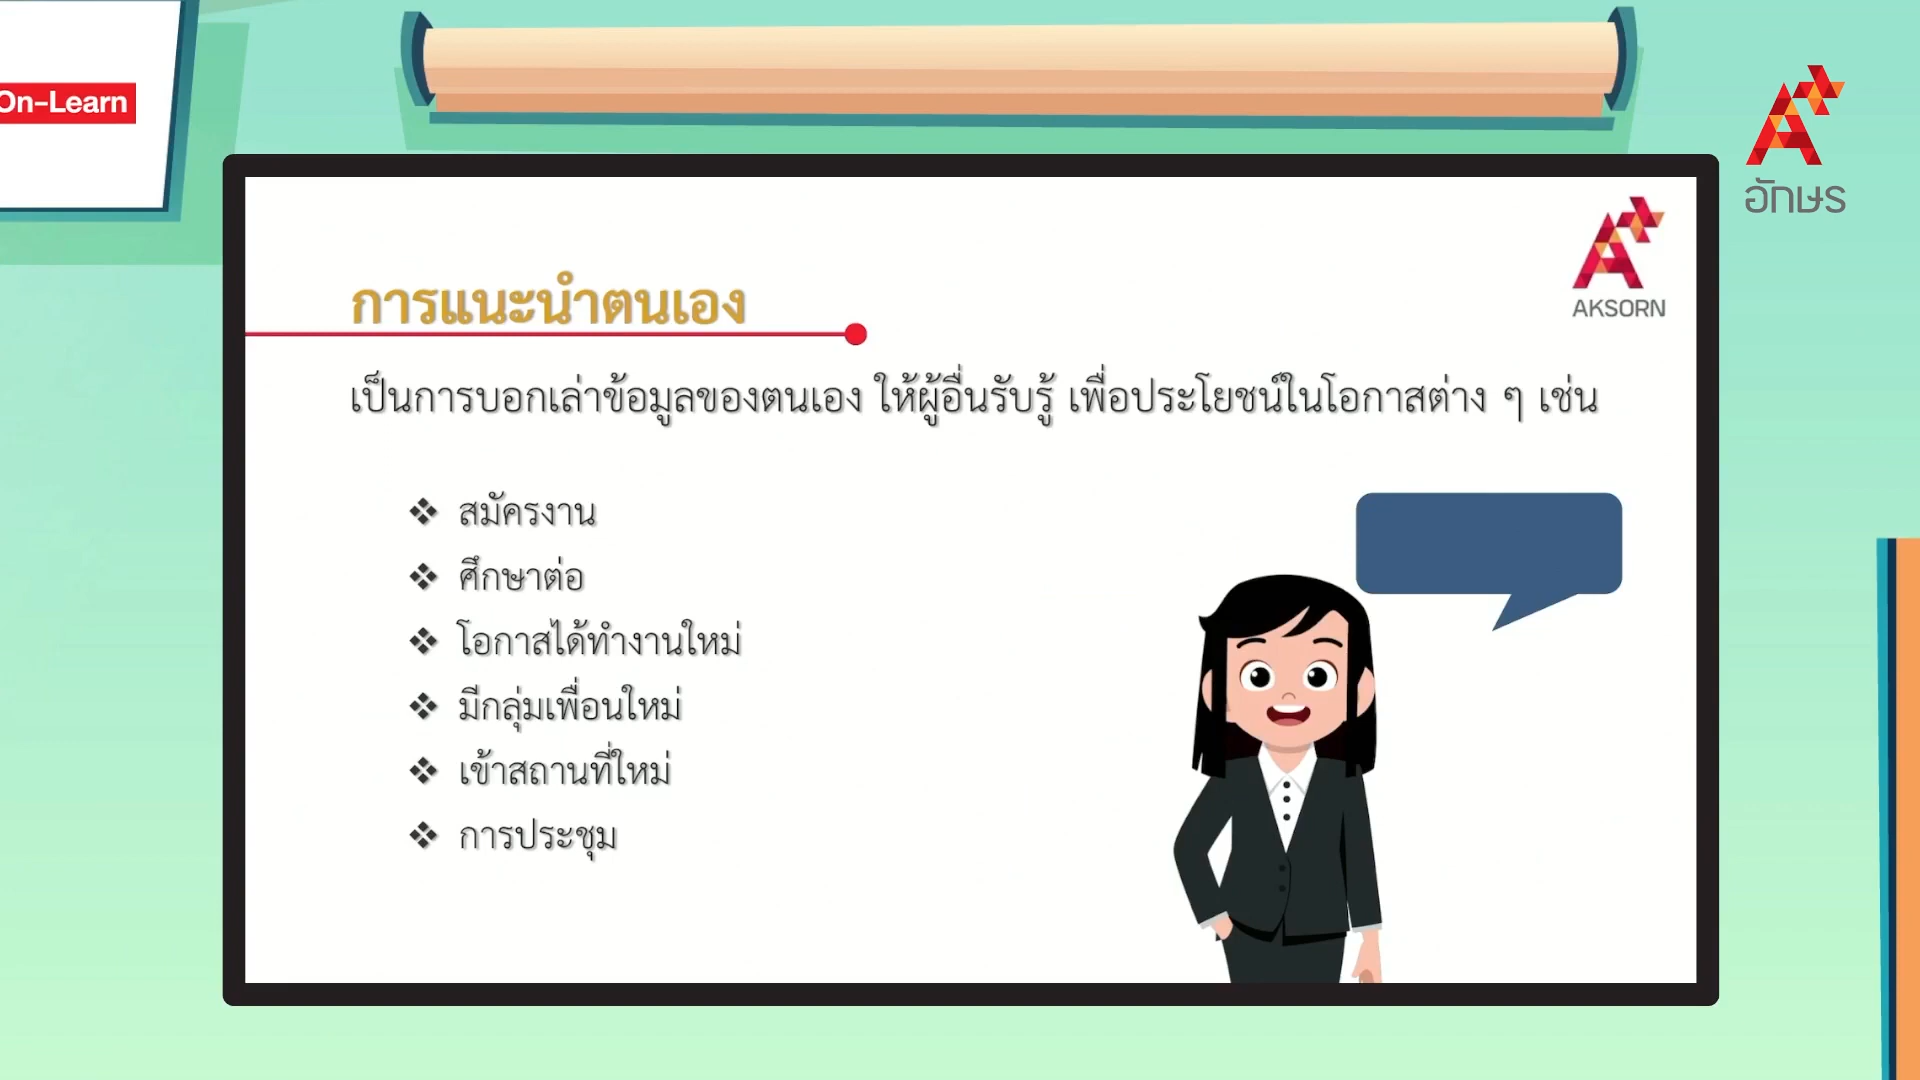 On-Learn
อักษร
AKSORN
การแนะนำตนเอง
เป็นการบอกเล่าข้อมูลของตนเอง ให้ผู้อื่นรับรู้ เพื่อประโยชน์ในโอกาสต่าง ๆ เช่น
❖ สมัครงาน
❖ ศึกษาต่อ
❖ โอกาสได้ทำงานใหม่
❖ มีกลุ่มเพื่อนใหม่
❖ เข้าสถานที่ใหม่
❖ การประชุม